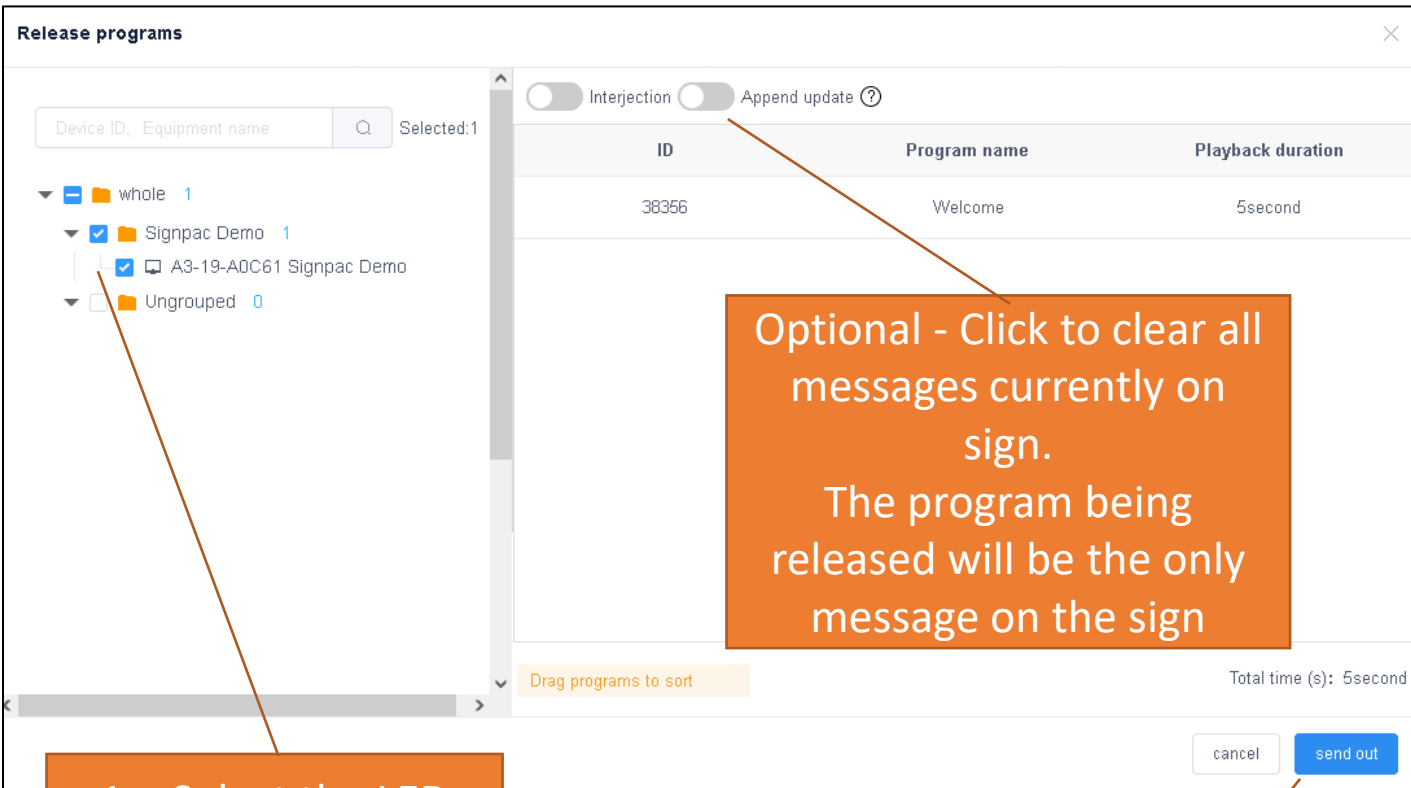 Release programs
Device ID、Equipment name
Selected:1
whole 1
Signpac Demo 1
A3-19-A0C61 Signpac Demo
Ungrouped 0
Interjection
Append update ?
ID Program name Playback duration
38356 Welcome 5second
Optional - Click to clear all
messages currently on
sign.
The program being
released will be the only
message on the sign
Drag programs to sort
Total time (s): 5second
cancel
send out